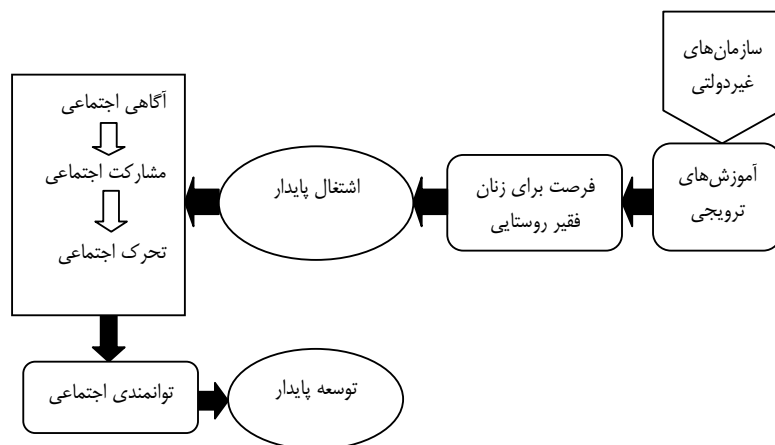 سازمان‌های
غیردولتی
آموزش‌های
ترویجی
فرصت برای زنان
فقیر روستایی
اشتغال پایدار
آگاهی اجتماعی
مشارکت اجتماعی
تحرک اجتماعی
توانمندی اجتماعی
توسعه پایدار